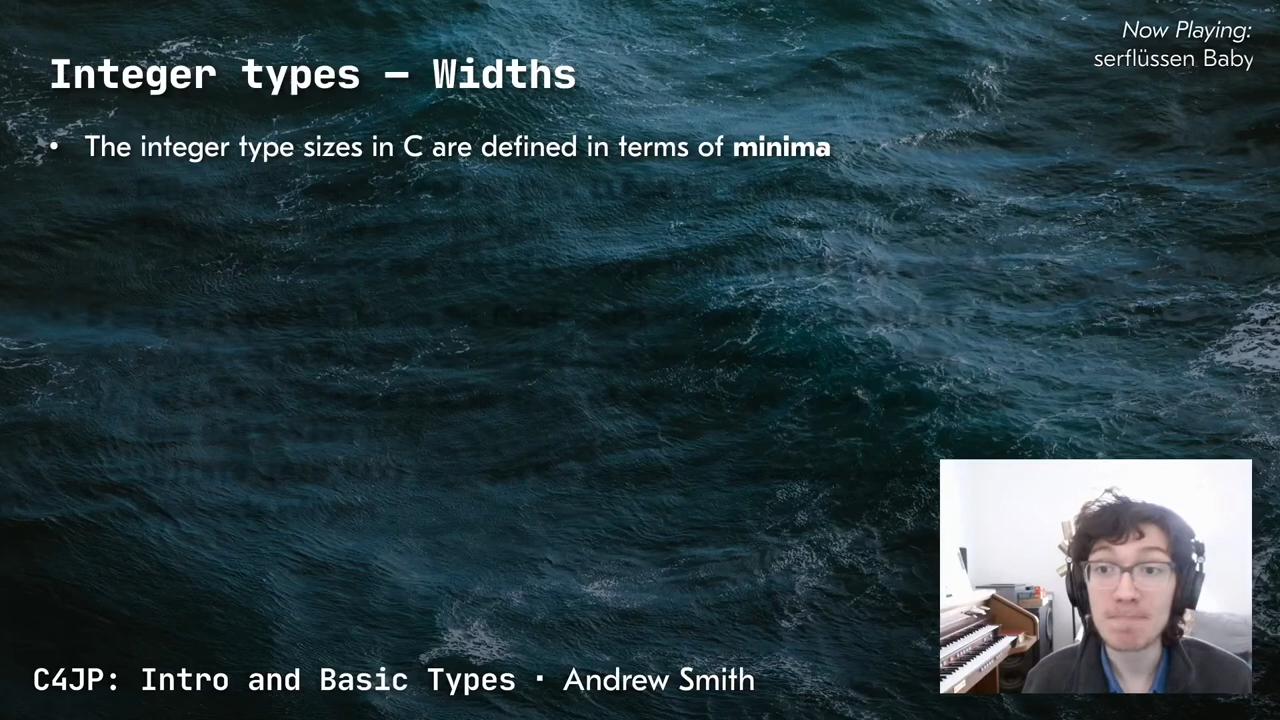 Now Playing:
serflüssen Baby
Integer types – Widths
• The integer type sizes in C are defined in terms of minima
C4JP: Intro and Basic Types · Andrew Smith